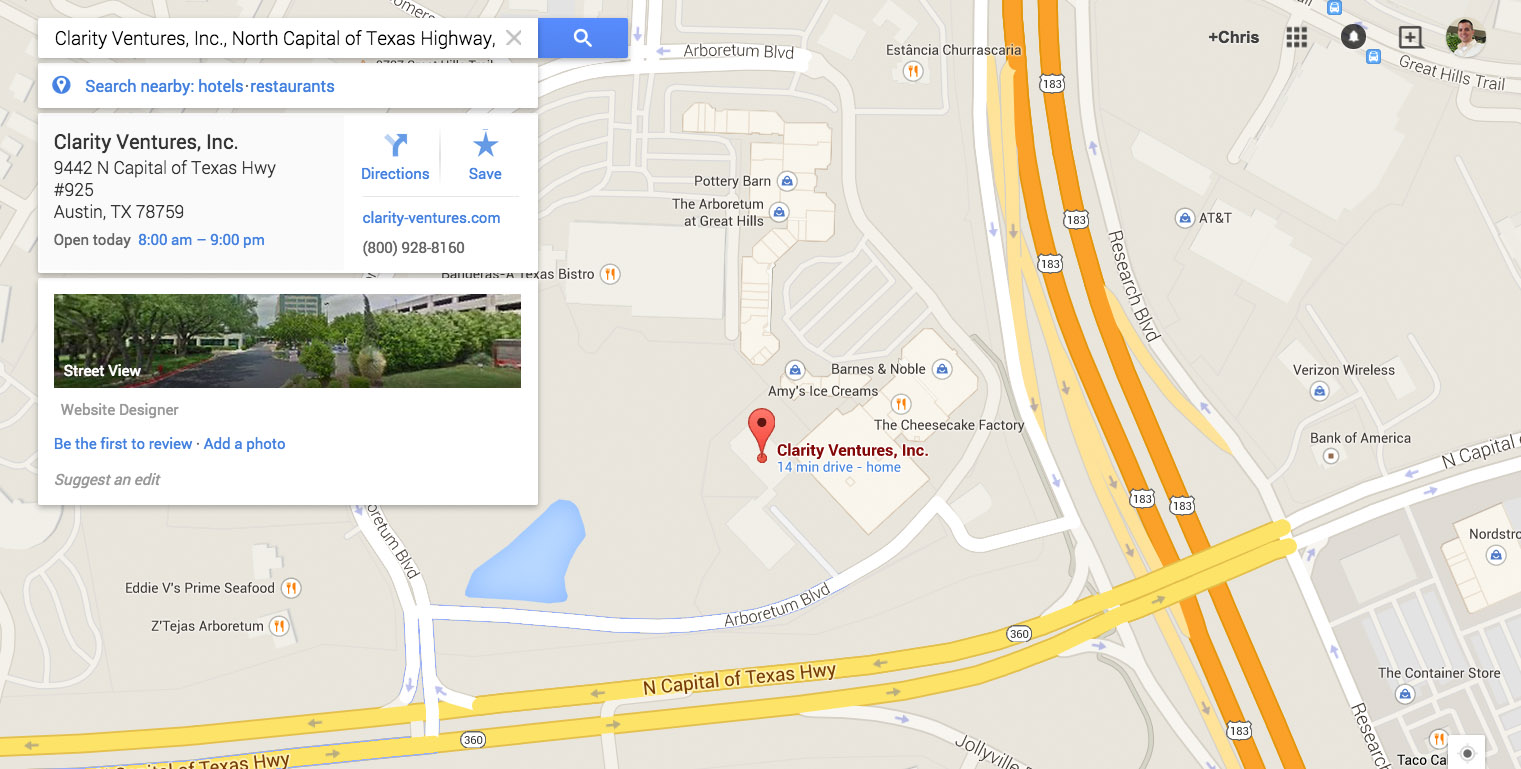 Clarity Ventures, Inc., North Capital of Texas Highway,
+Chris
Search nearby: hotels · restaurants
Clarity Ventures, Inc.
9442 N Capital of Texas Hwy
#925
Austin, TX 78759
Open today 8:00 am – 9:00 pm
Directions
Save
clarity-ventures.com
(800) 928-8160
Street View
Website Designer
Be the first to review · Add a photo
Suggest an edit
Arboretum Blvd
Estância Churrascaria
183
Great Hills Trail
Pottery Barn
The Arboretum
at Great Hills
183
AT&T
183
Research Blvd
Banderas-A Texas Bistro
Barnes & Noble
Amy's Ice Creams
The Cheesecake Factory
Verizon Wireless
Clarity Ventures, Inc.
14 min drive - home
Bank of America
N Capital
183
183
Nordstro
Arboretum Blvd
Eddie V's Prime Seafood
Z'Tejas Arboretum
Arboretum Blvd
360
N Capital of Texas Hwy
The Container Store
183
360
Jollyville
Research
Taco Ca
Capital of Texas Hwy